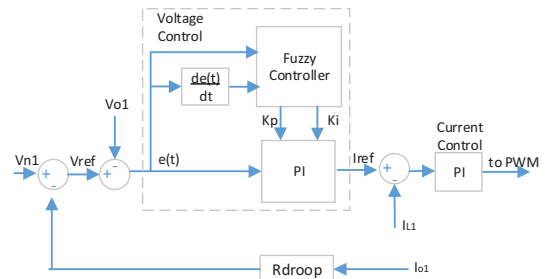 Voltage
Control
Fuzzy
Controller
de(t)
dt
Vo1
Kp
Ki
Vn1
+
-
Vref
-
+
e(t)
PI
Iref
+
-
Current
Control
PI
to PWM
IL1
Rdroop
Io1